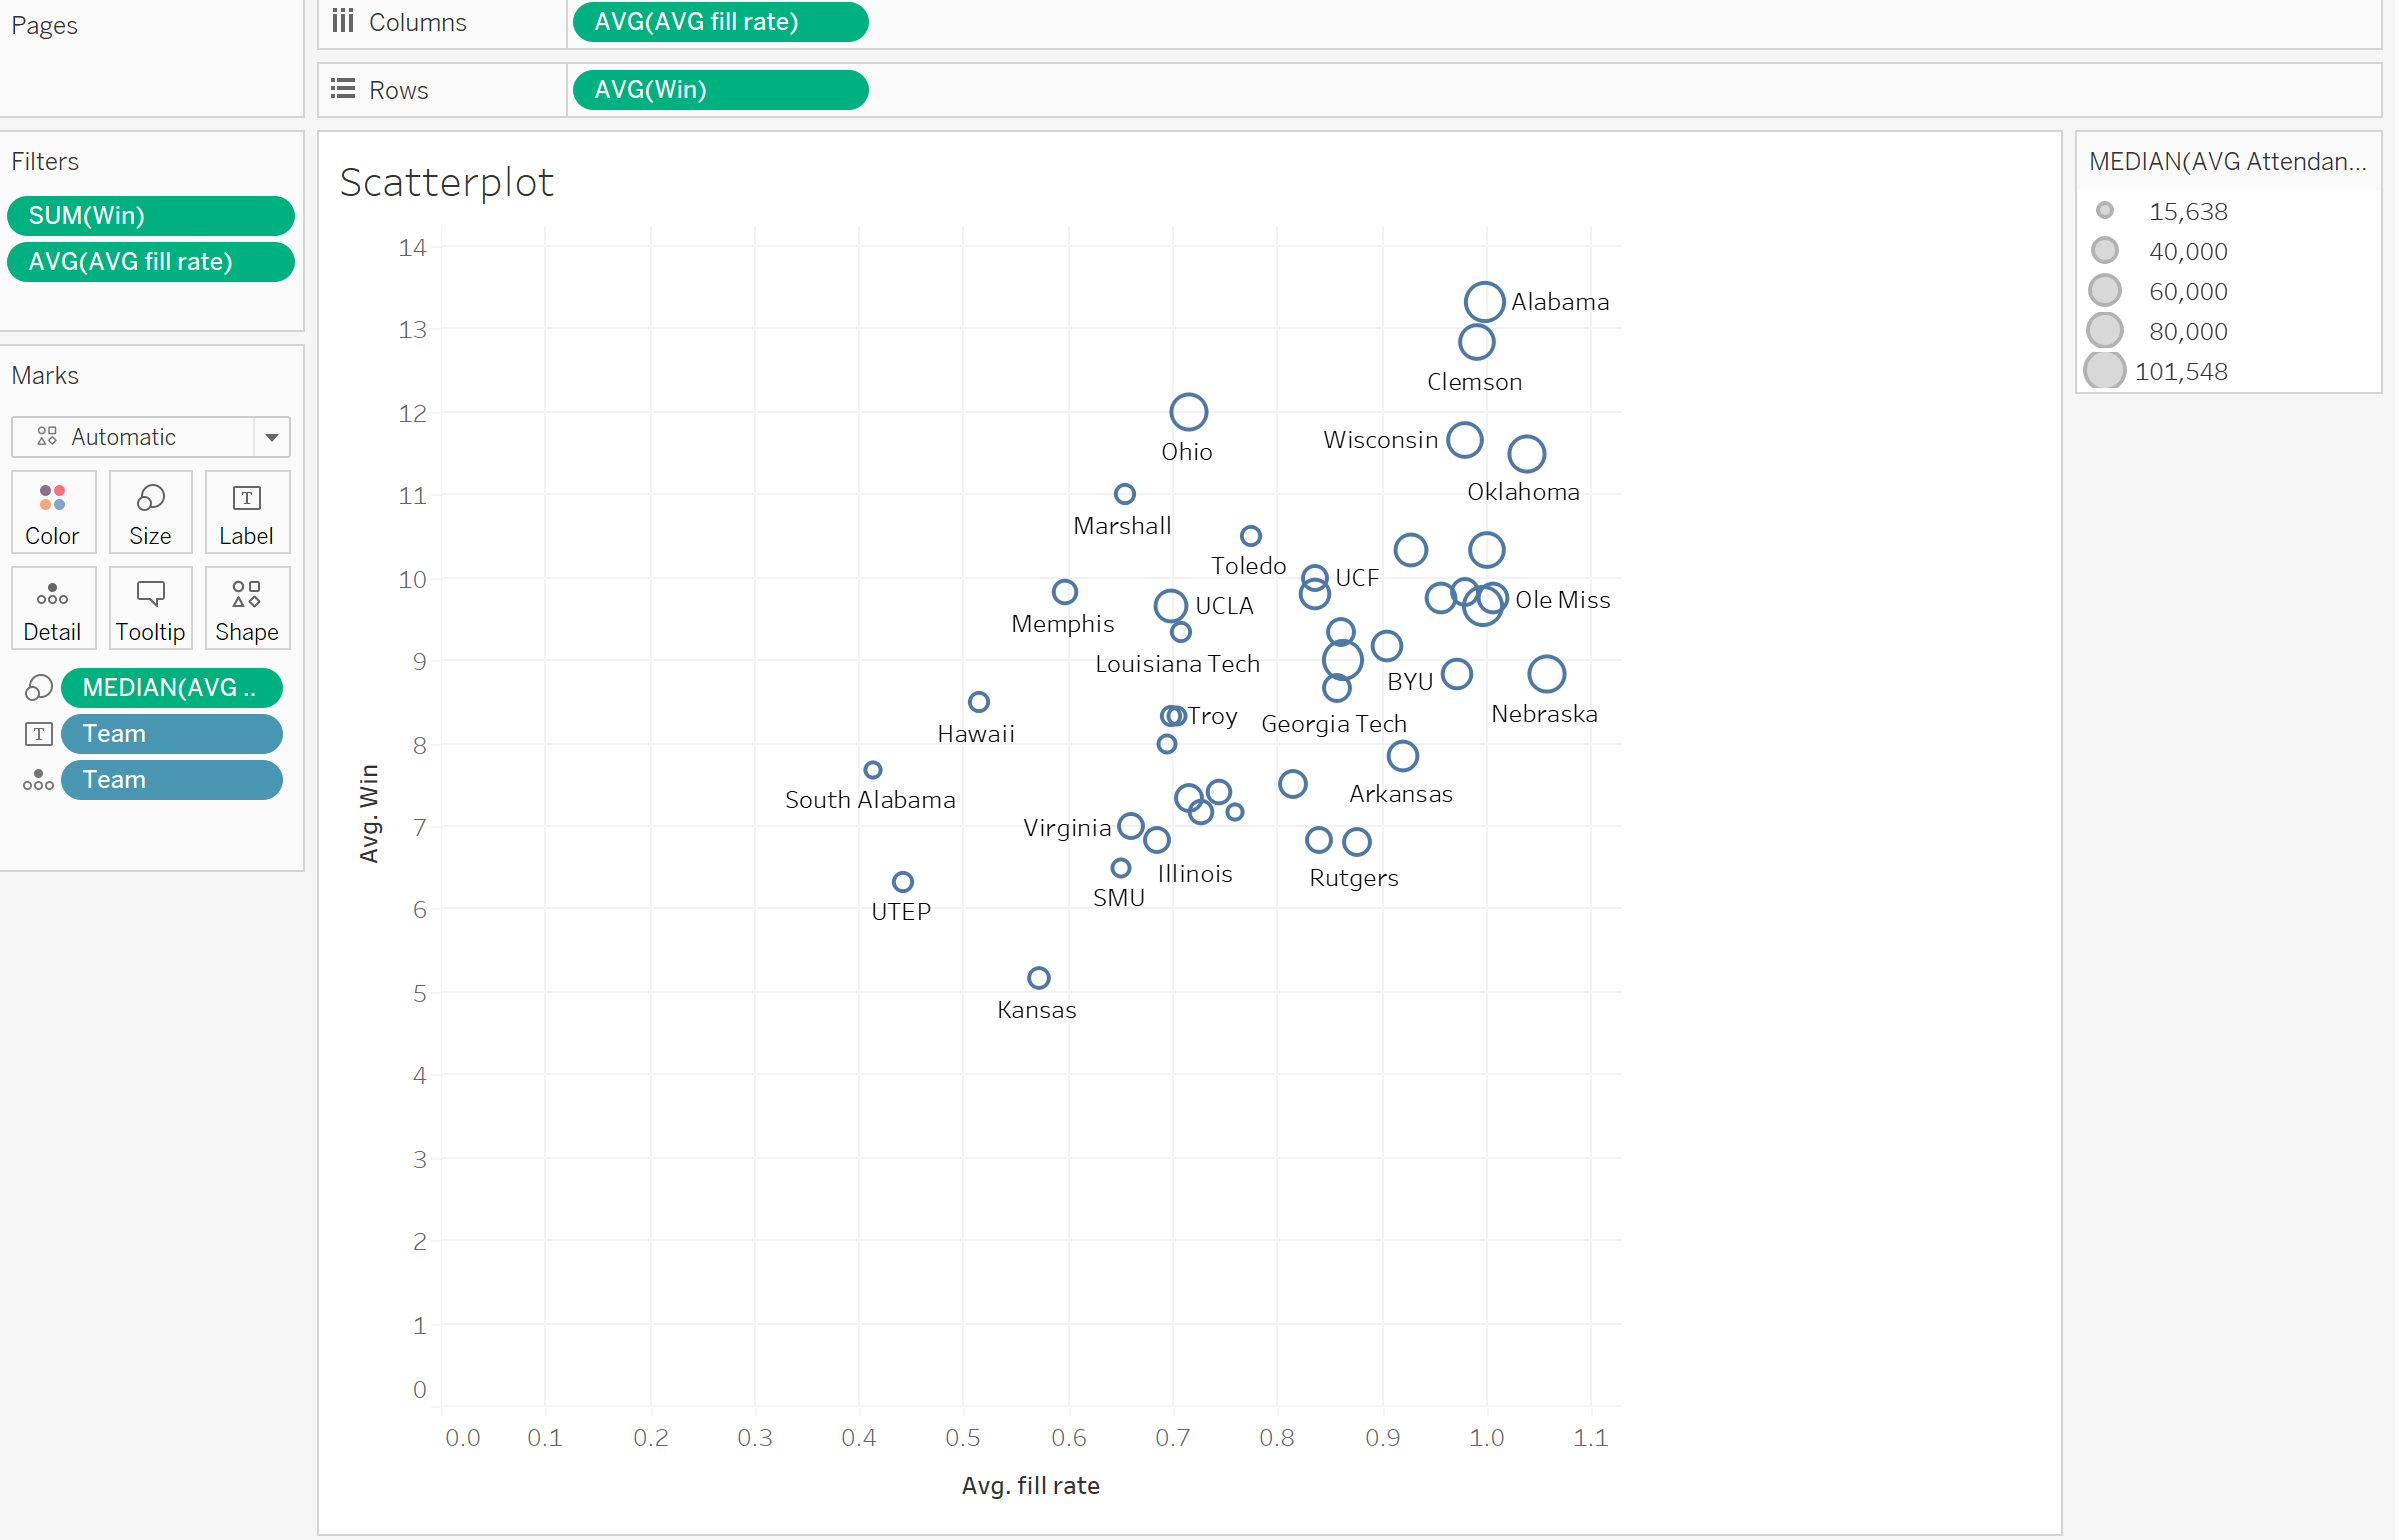 Pages
Columns
AVG(AVG fill rate)
Rows
AVG(Win)
Filters
SUM(Win)
AVG(AVG fill rate)
Marks
Automatic
Color
Size
Label
Detail
Tooltip
Shape
MEDIAN(AVG ..
Team
Team
Scatterplot
14
13
12
11
10
9
8
7
6
5
4
3
2
1
0
Avg. Win
Alabama
Clemson
Ohio
Wisconsin
Oklahoma
Marshall
Toledo
UCF
Memphis
UCLA
Ole Miss
Louisiana Tech
BYU
Nebraska
Hawaii
Troy
Georgia Tech
South Alabama
Arkansas
Virginia
Illinois
Rutgers
SMU
UTEP
Kansas
0.0 0.1 0.2 0.3 0.4 0.5 0.6 0.7 0.8 0.9 1.0 1.1
Avg. fill rate
MEDIAN(AVG Attendan...
15,638
40,000
60,000
80,000
101,548